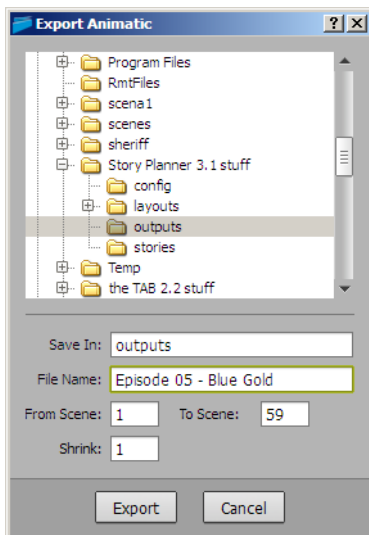 Export Animatic
Program Files
RmtFiles
scena1
scenes
sheriff
Story Planner 3.1 stuff
config
layouts
outputs
stories
Temp
the TAB 2.2 stuff
Save In: outputs
File Name: Episode 05 - Blue Gold
From Scene: 1 To Scene: 59
Shrink: 1
Export Cancel